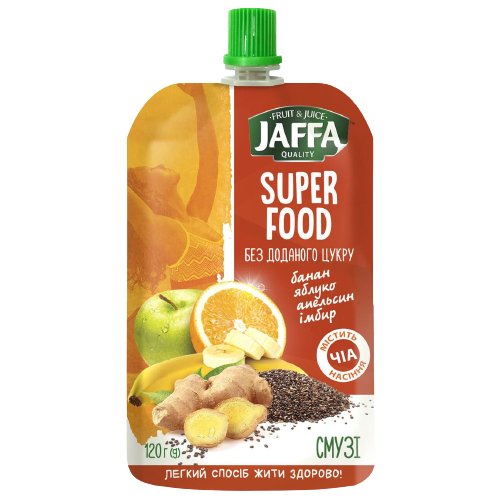 FRUIT & JUICE
JAFFA
QUALITY
SUPER
FOOD
БЕЗ ДОДАНОГО ЦУКРУ
банан
яблуко
апельсин
імбир
МІСТИТЬ
ЧІА
НАСІННЯ
120 г (g)
СМУЗІ
ЛЕГКИЙ СПОСІБ ЖИТИ ЗДОРОВО!